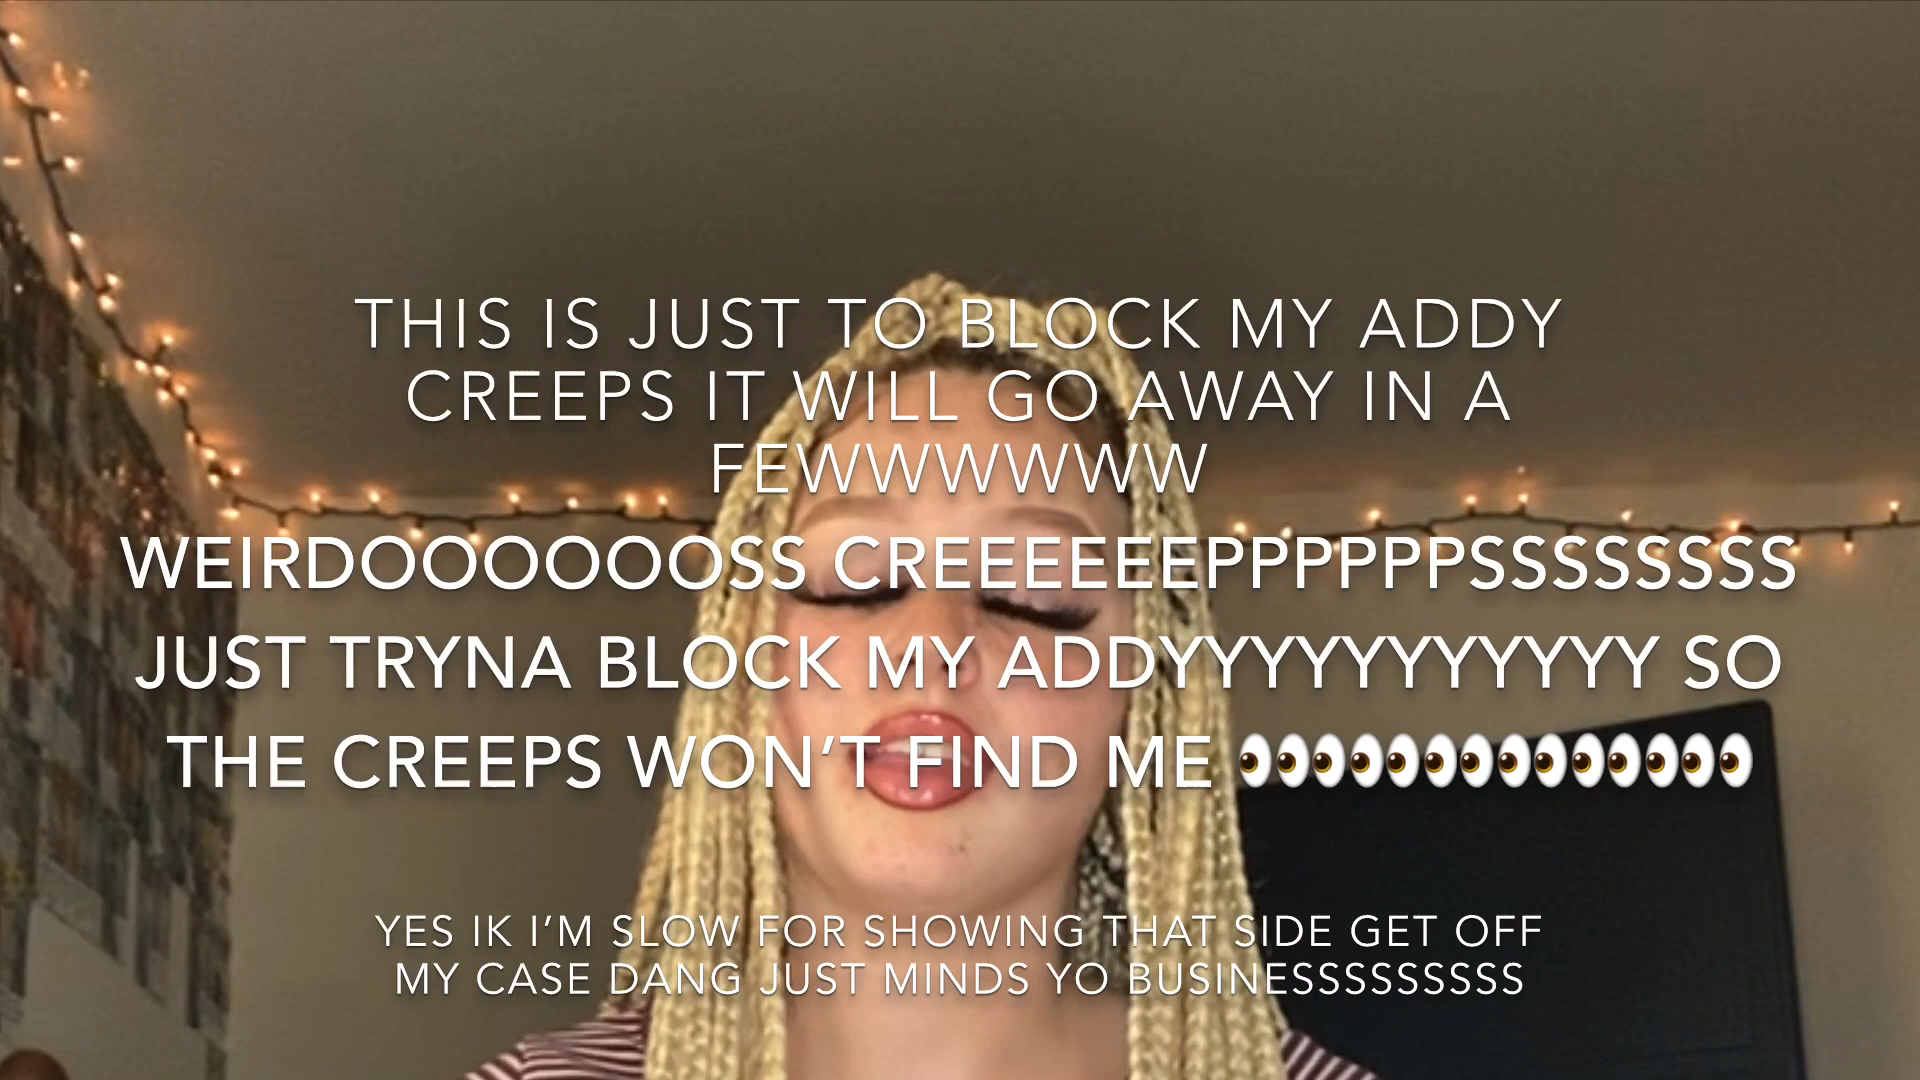 THIS IS JUST TO BLOCK MY ADDY
CREEPS IT WILL GO AWAY IN A
FEWWWWWW
WEIRDOOOOOOOSS CREEEEEEEPPPPPPSSSSSSSS
JUST TRYNA BLOCK MY ADDYYYYYYYYYYY SO
THE CREEPS WON’T FIND ME 👀👀👀👀👀👀👀
YES IK I’M SLOW FOR SHOWING THAT SIDE GET OFF
MY CASE DANG JUST MINDS YO BUSINESSSSSSSSS